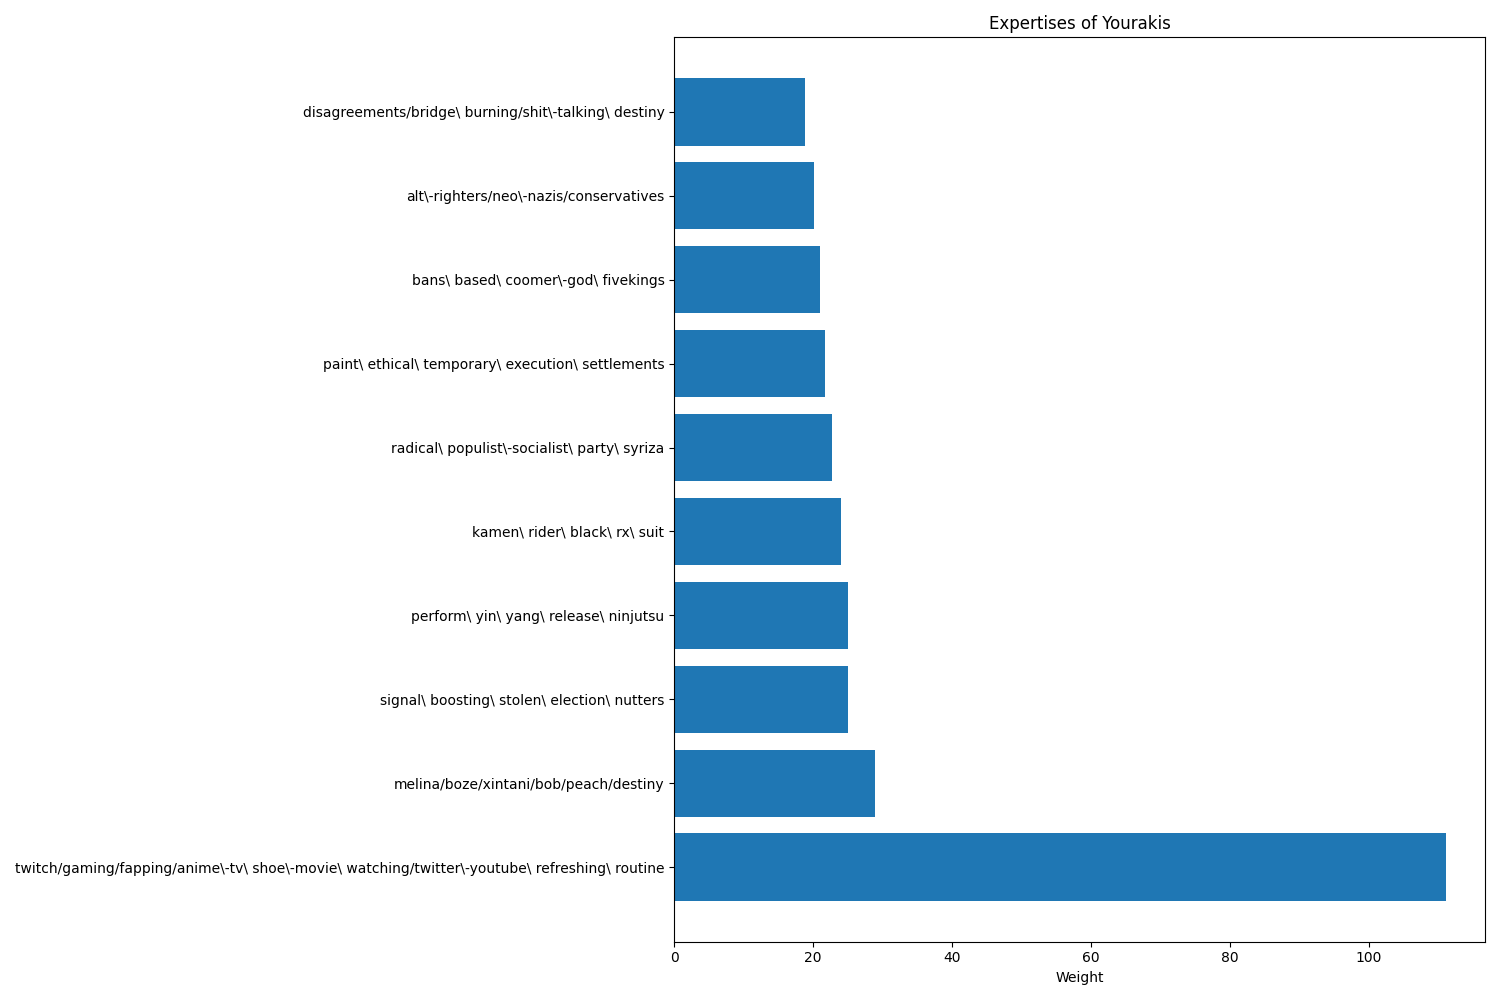 Expertises of Yourakis
disagreements/bridge\ burning/shit\-talking\ destiny
alt\-righters/neo\-nazis/conservatives
bans\ based\ coomer\-god\ fivekings
paint\ ethical\ temporary\ execution\ settlements
radical\ populist\-socialist\ party\ syriza
kamen\ rider\ black\ rx\ suit
perform\ yin\ yang\ release\ ninjutsu
signal\ boosting\ stolen\ election\ nutters
melina/boze/xintani/bob/peach/destiny
twitch/gaming/fapping/anime\-tv\ shoe\-movie\ watching/twitter\-youtube\ refreshing\ routine
0 20 40 60 80 100
Weight